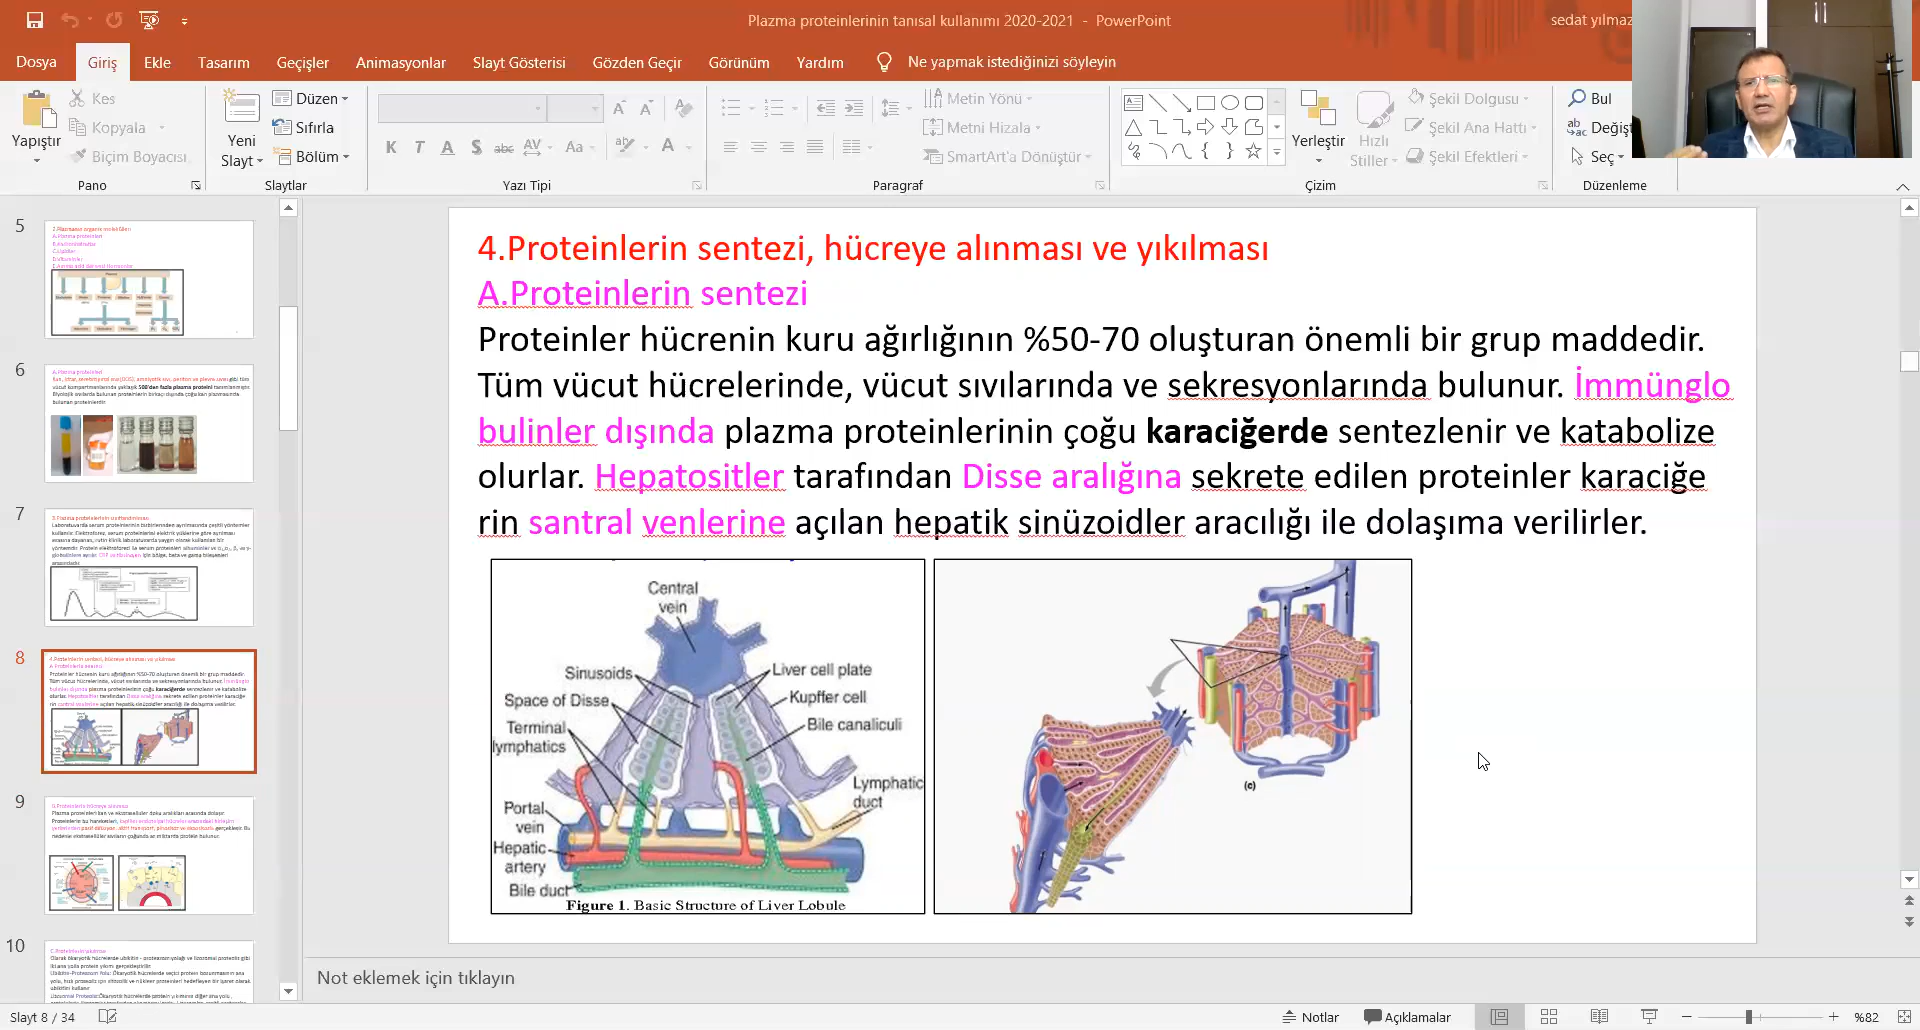 Plazma proteinlerinin tanısal kullanımı 2020-2021 - PowerPoint
sedat yılmaz
Dosya Giriş Ekle Tasarım Geçişler Animasyonlar Slayt Gösterisi Gözden Geçir Görünüm Yardım Ne yapmak istediğinizi söyleyin
Yapıştır
Kes
Kopyala
Biçim Boyacısı
Pano
Yeni
Slayt
Düzen
Sıfırla
Bölüm
Slaytlar
K T A S abc AV Aa A
Yazı Tipi
Metin Yönü
Metni Hizala
SmartArt'a Dönüştür
Paragraf
Yerleştir
Hızlı
Stiller
Şekil Dolgusu
Şekil Ana Hattı
Şekil Efektleri
Çizim
Bul
Değişt
Seç
Düzenleme
5
6
7
8
9
10
4.Proteinlerin sentezi, hücreye alınması ve yıkılması
A.Proteinlerin sentezi
Proteinler hücrenin kuru ağırlığının %50-70 oluşturan önemli bir grup maddedir.
Tüm vücut hücrelerinde, vücut sıvılarında ve sekresyonlarında bulunur. İmmünglo
bulinler dışında plazma proteinlerinin çoğu karaciğerde sentezlenir ve katabolize
olurlar. Hepatositler tarafından Disse aralığına sekrete edilen proteinler karaciğe
rin santral venlerine açılan hepatik sinüzoidler aracılığı ile dolaşıma verilirler.
Central
vein
Sinusoids
Liver cell plate
Space of Disse
Kupffer cell
Terminal
lymphatics
Bile canaliculi
Lymphatic
duct
Portal
vein
Hepatic
artery
Bile duct
Figure 1. Basic Structure of Liver Lobule
(c)
Not eklemek için tıklayın
Slayt 8 / 34
Notlar
Açıklamalar
%82